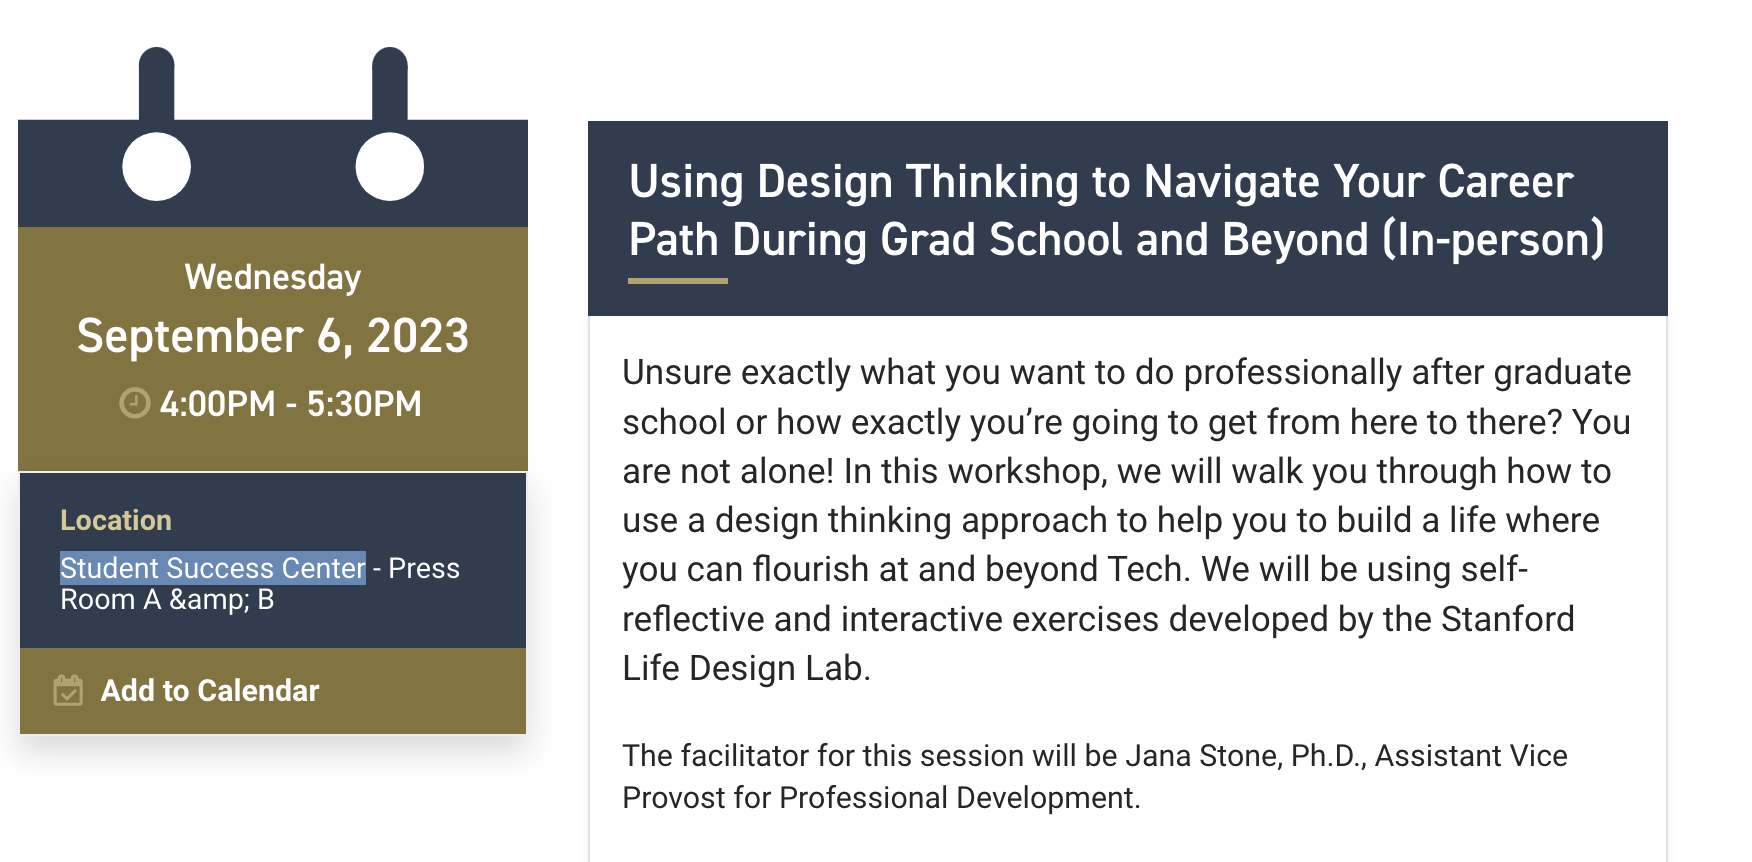 Wednesday
September 6, 2023
4:00PM - 5:30PM
Location
Student Success Center - Press
Room A &amp; B
Add to Calendar
Using Design Thinking to Navigate Your Career
Path During Grad School and Beyond (In-person)
Unsure exactly what you want to do professionally after graduate
school or how exactly you’re going to get from here to there? You
are not alone! In this workshop, we will walk you through how to
use a design thinking approach to help you to build a life where
you can flourish at and beyond Tech. We will be using self-
reflective and interactive exercises developed by the Stanford
Life Design Lab.
The facilitator for this session will be Jana Stone, Ph.D., Assistant Vice
Provost for Professional Development.